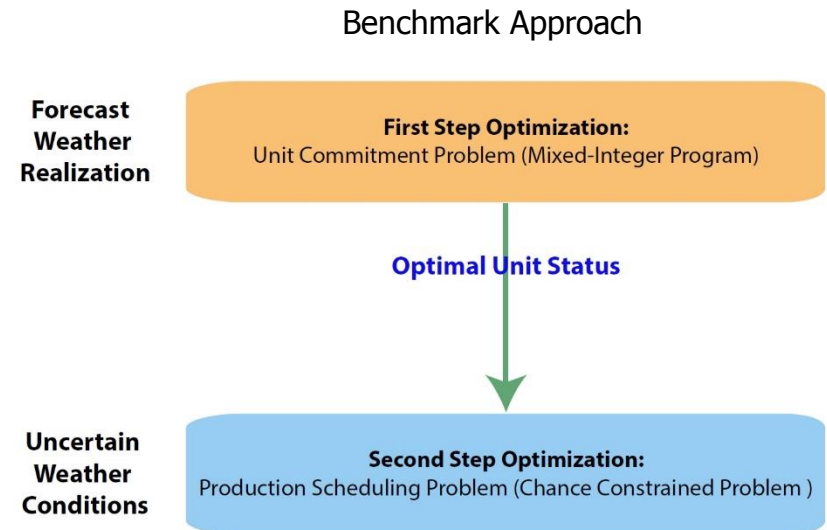 Benchmark Approach
Forecast
Weather
Realization
First Step Optimization:
Unit Commitment Problem (Mixed-Integer Program)
Optimal Unit Status
Uncertain
Weather
Conditions
Second Step Optimization:
Production Scheduling Problem (Chance Constrained Problem )